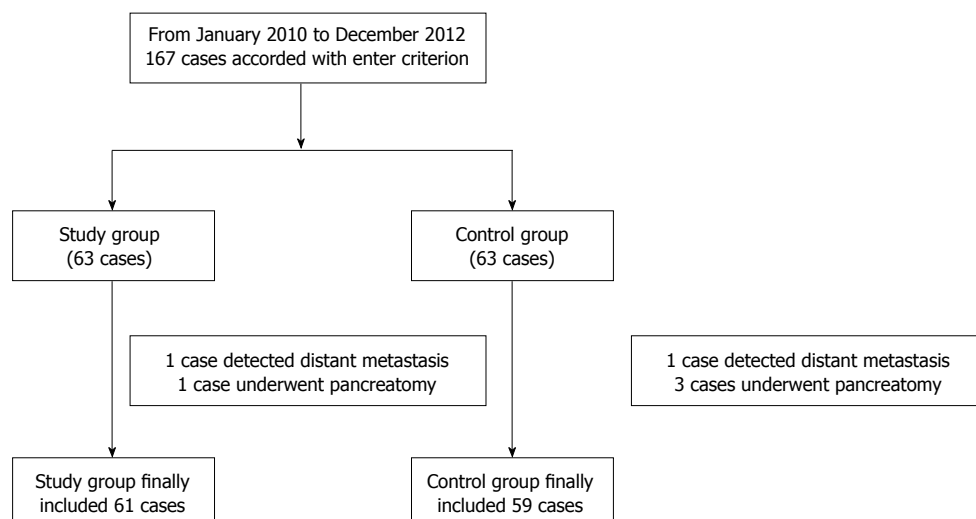 From January 2010 to December 2012
167 cases accorded with enter criterion
Study group
(63 cases)
Control group
(63 cases)
1 case detected distant metastasis
1 case underwent pancreatomy
1 case detected distant metastasis
3 cases underwent pancreatomy
Study group finally
included 61 cases
Control group finally
included 59 cases